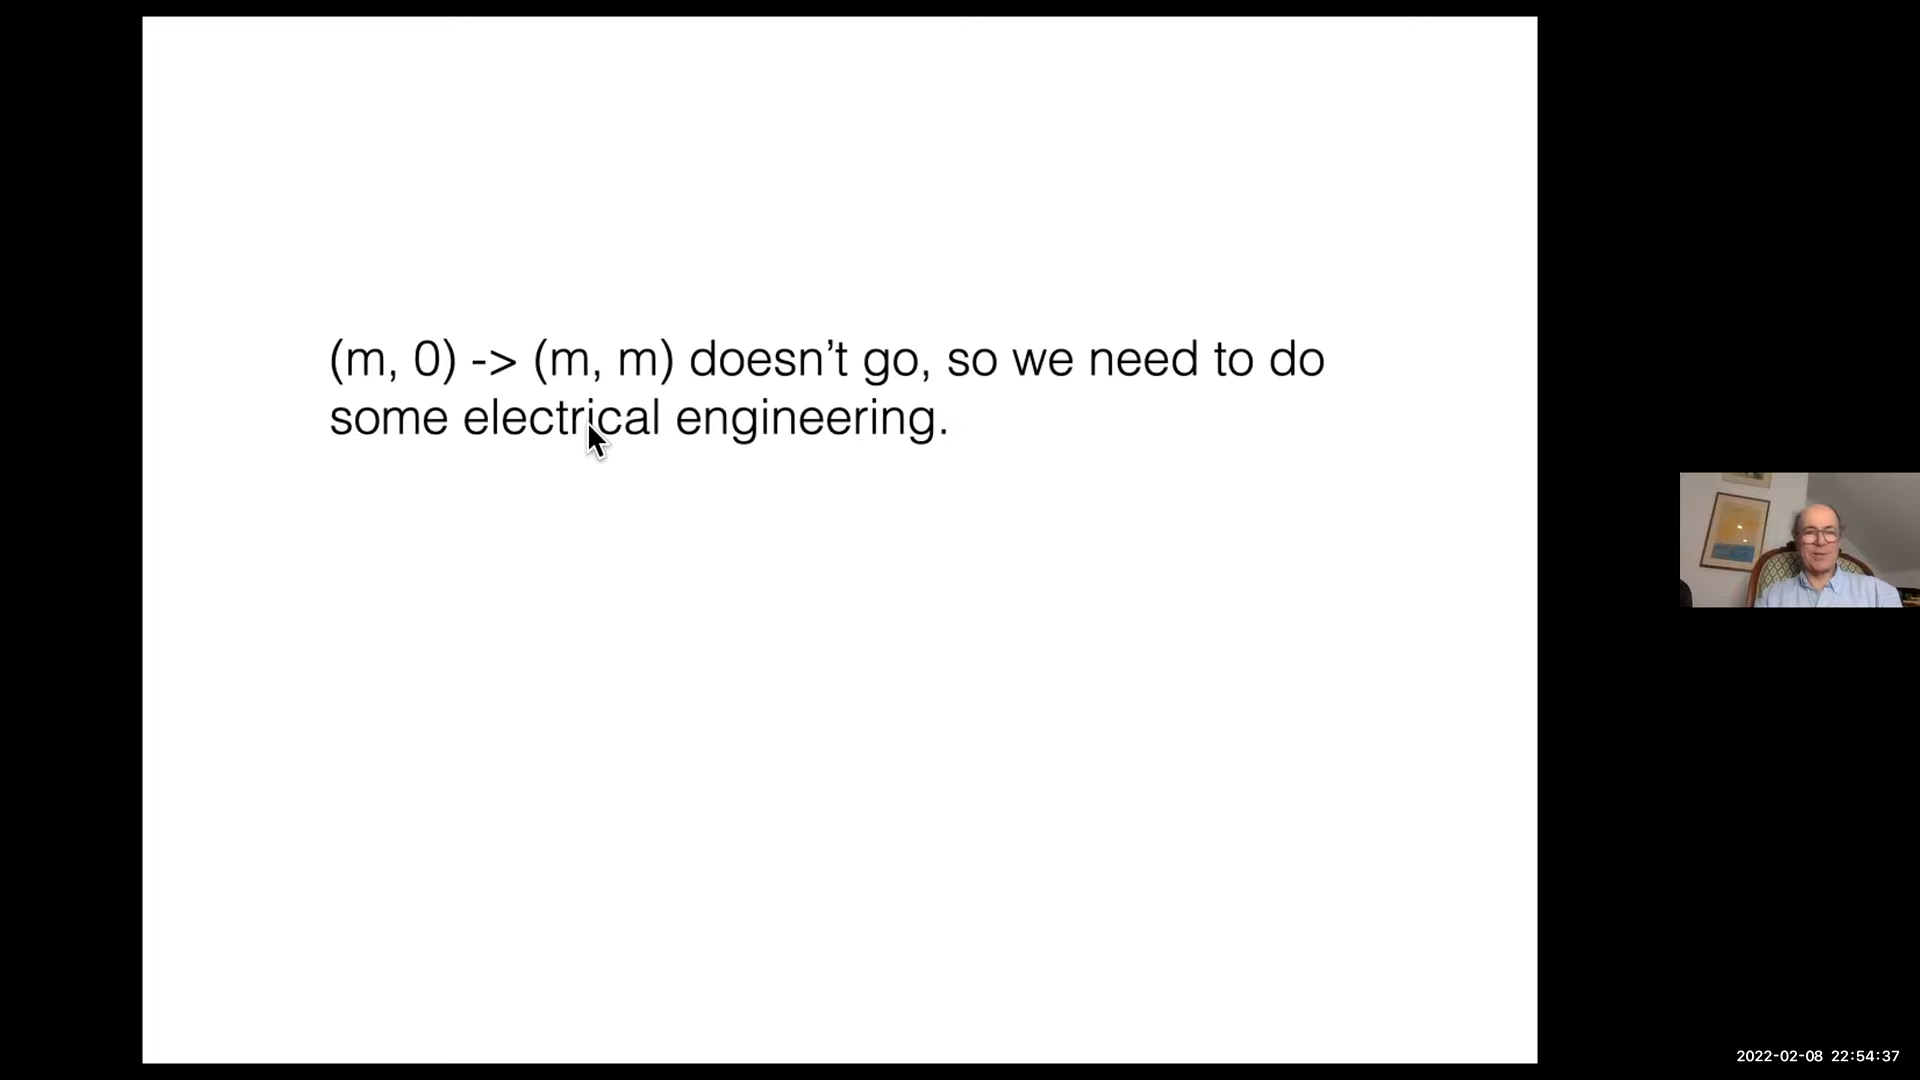 (m, 0) -> (m, m) doesn’t go, so we need to do
some electrical engineering.
2022-02-08 22:54:37